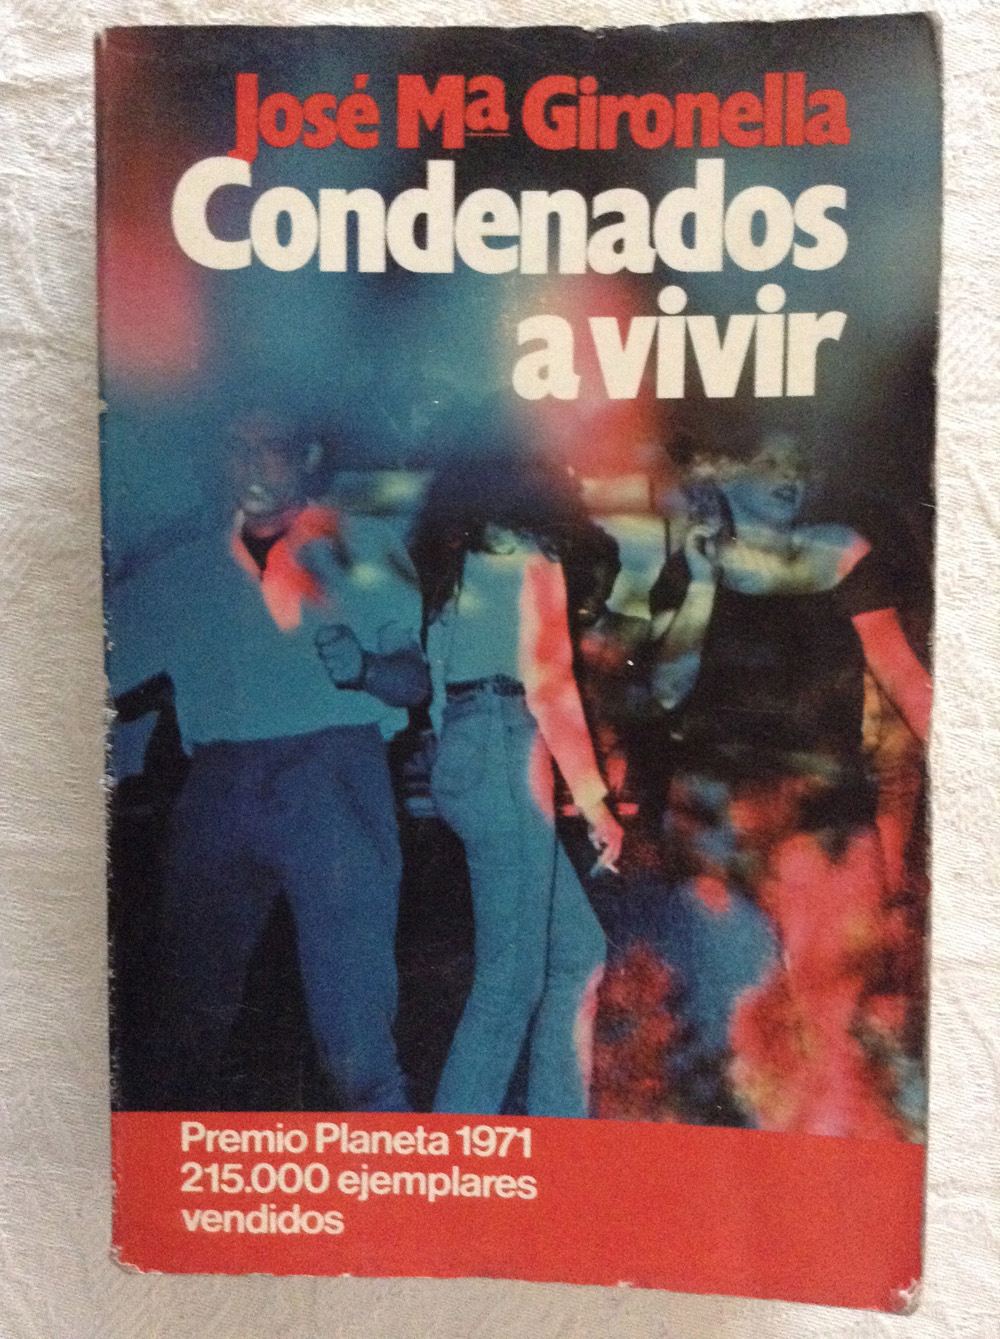 José Mª Gironella
Condenados
a vivir
Premio Planeta 1971
215.000 ejemplares
vendidos